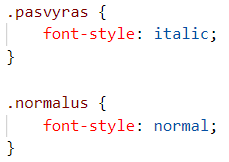 .pasvyras {
    font-style: italic;
}

.normalus {
    font-style: normal;
}